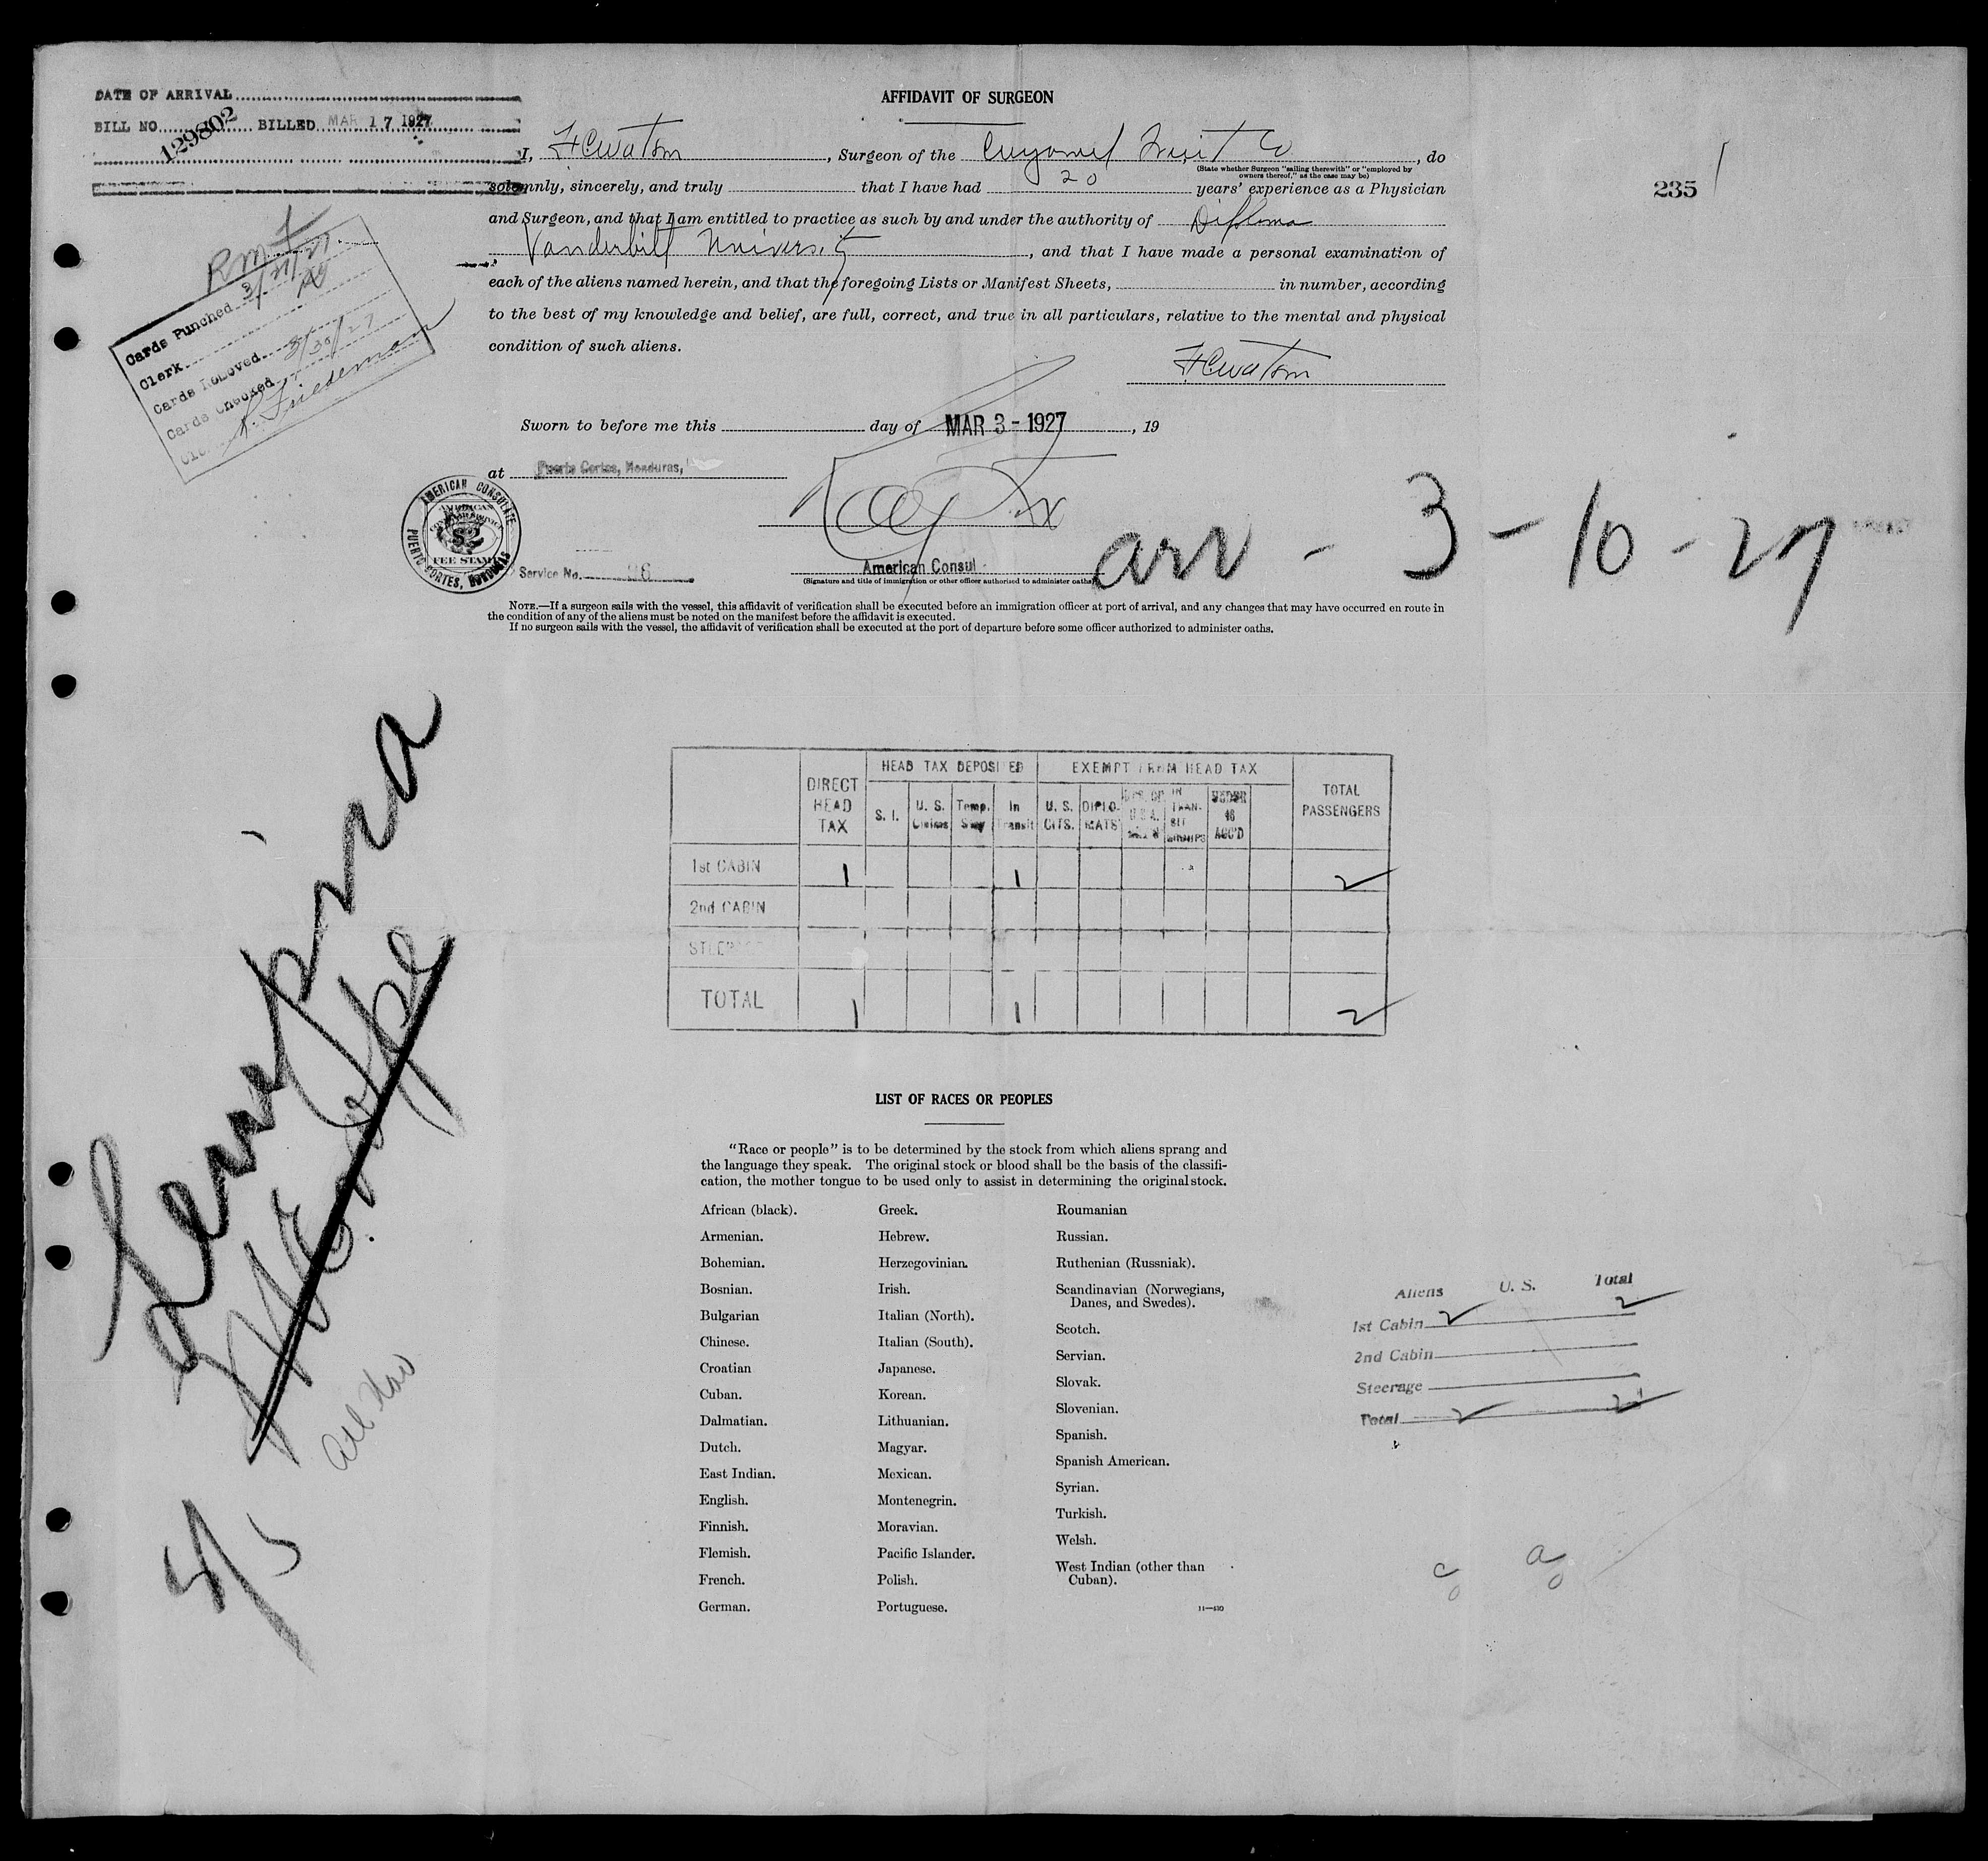 DATE OF ARRIVAL
BILL NO. 129802 BILLED MAR 17 1927
AFFIDAVIT OF SURGEON
235
I, H C Watson, Surgeon of the Cuyamel Fruit Co, do
(State whether Surgeon "sailing therewith" or "employed by
owners thereof," as the case may be)
solemnly, sincerely, and truly that I have had 20 years' experience as a Physician
and Surgeon, and that I am entitled to practice as such by and under the authority of Diploma
Vanderbilt University, and that I have made a personal examination of
each of the aliens named herein, and that the foregoing Lists or Manifest Sheets, in number, according
to the best of my knowledge and belief, are full, correct, and true in all particulars, relative to the mental and physical
condition of such aliens.
H C Watson
Cards Punched 3/21/27
Clerk
Cards Removed 3/30/27
Cards Checked
Sworn to before me this day of MAR 3 - 1927, 19
at Puerto Cortes, Honduras,
AMERICAN CONSULATE
PUERTO CORTES, HONDURAS
FEE STAMP
Service No. 36
American Consul
(Signature and title of immigration or other officer authorized to administer oaths)
arr - 3-10-27
NOTE.—If a surgeon sails with the vessel, this affidavit of verification shall be executed before an immigration officer at port of arrival, and any changes that may have occurred en route in
the condition of any of the aliens must be noted on the manifest before the affidavit is executed.
If no surgeon sails with the vessel, the affidavit of verification shall be executed at the port of departure before some officer authorized to administer oaths.
Lempira
DIRECT HEAD TAX
HEAD TAX DEPOSITED
EXEMPT FROM HEAD TAX
TOTAL PASSENGERS
S. I. U. S. Claims Temp. Stay In Transit U. S. CITS. DIPLOMATS UNDER 16 ACC'D
1st CABIN 1 1 2
2nd CABIN
STEERAGE
TOTAL 1 1 2
LIST OF RACES OR PEOPLES
"Race or people" is to be determined by the stock from which aliens sprang and
the language they speak. The original stock or blood shall be the basis of the classifi-
cation, the mother tongue to be used only to assist in determining the original stock.
African (black).
Armenian.
Bohemian.
Bosnian.
Bulgarian
Chinese.
Croatian
Cuban.
Dalmatian.
Dutch.
East Indian.
English.
Finnish.
Flemish.
French.
German.
Greek.
Hebrew.
Herzegovinian.
Irish.
Italian (North).
Italian (South).
Japanese.
Korean.
Lithuanian.
Magyar.
Mexican.
Montenegrin.
Moravian.
Pacific Islander.
Polish.
Portuguese.
Roumanian
Russian.
Ruthenian (Russniak).
Scandinavian (Norwegians,
Danes, and Swedes).
Scotch.
Servian.
Slovak.
Slovenian.
Spanish.
Spanish American.
Syrian.
Turkish.
Welsh.
West Indian (other than
Cuban).
Aliens U. S. Total
1st Cabin 2 2
2nd Cabin
Steerage
Total 2 2